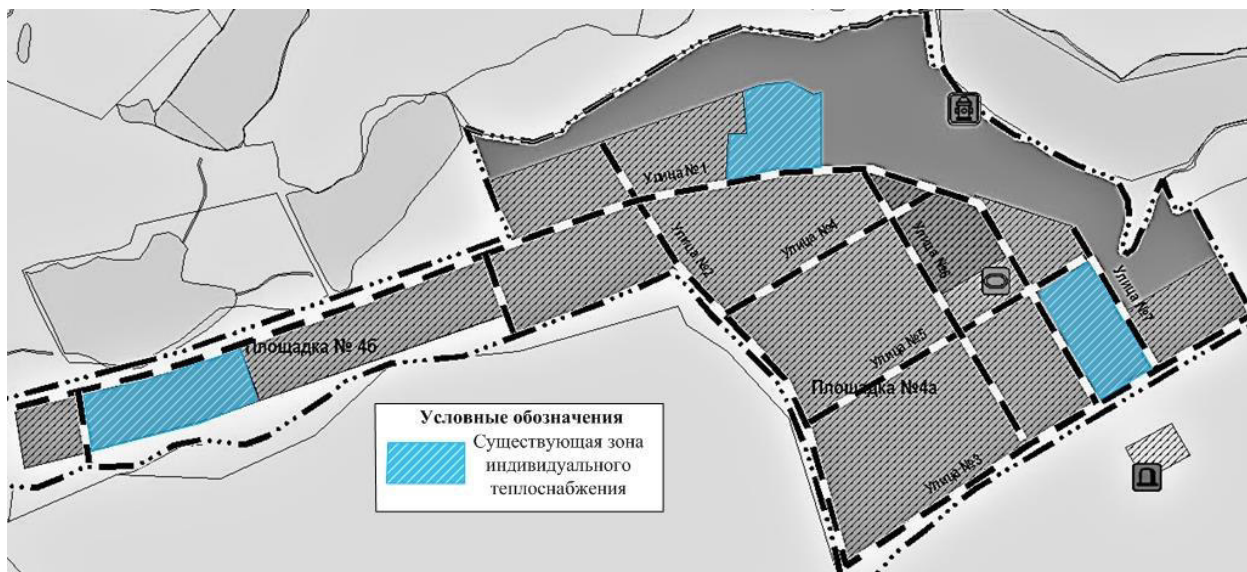 Улица №1
Улица №4
Улица №2
Улица №6
Улица №7
Площадка № 4б
Улица №5
Площадка №4а
Улица №3
Условные обозначения
Существующая зона
индивидуального
теплоснабжения